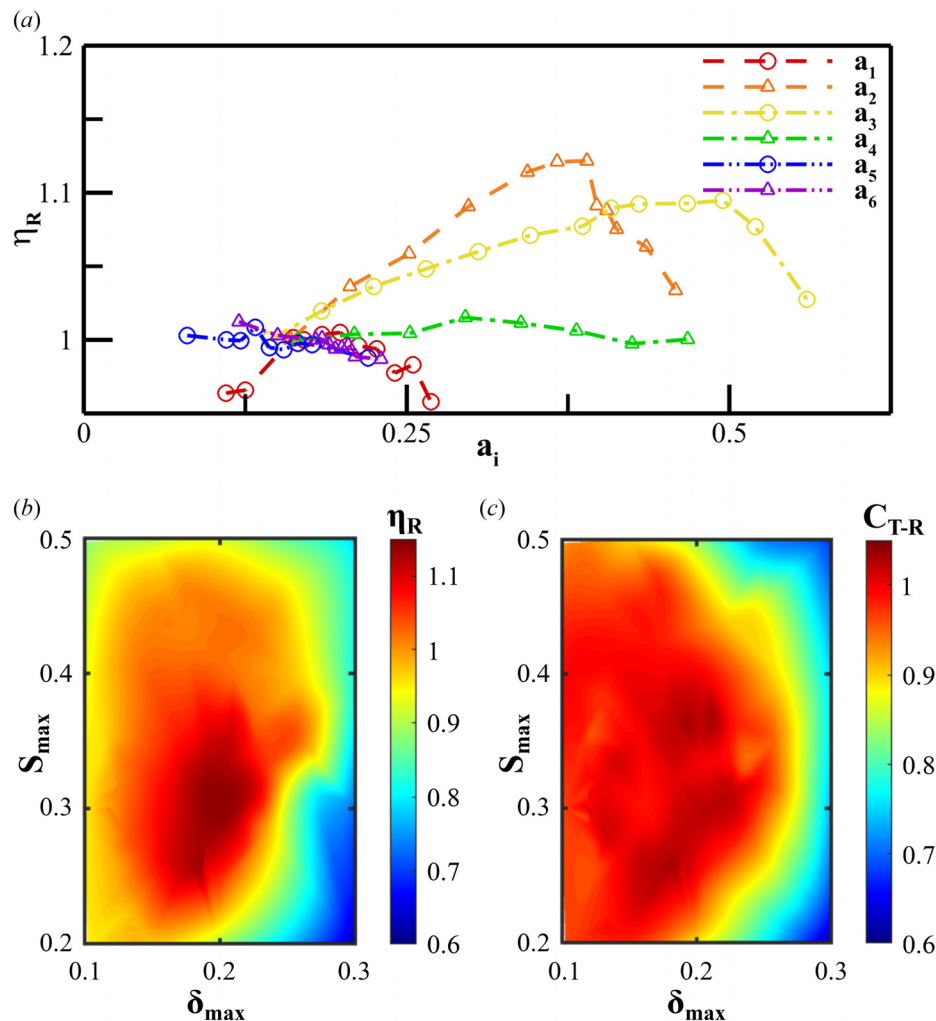 (a)
1.2
1.1
1
η_R
0
0.25
0.5
a_i
a_1
a_2
a_3
a_4
a_5
a_6
(b)
η_R
0.5
0.4
0.3
0.2
S_max
0.1
0.2
0.3
δ_max
1.1
1
0.9
0.8
0.7
0.6
(c)
C_T-R
0.5
0.4
0.3
0.2
S_max
0.1
0.2
0.3
δ_max
1
0.9
0.8
0.7
0.6